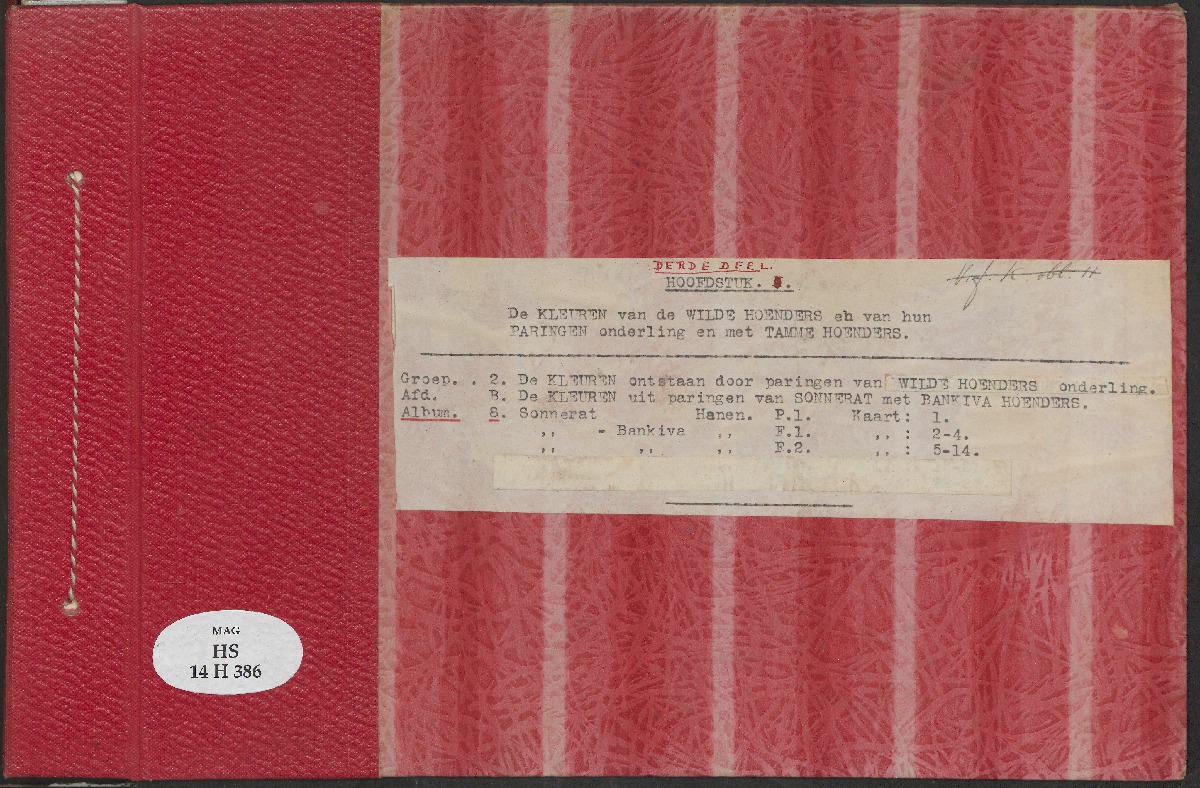 DERDE DEEL.
HOOFDSTUK.
De KLEUREN van de WILDE HOENDERS en van hun
PARINGEN onderling en met TAMME HOENDERS.
Groep. . 2. De KLEUREN ontstaan door paringen van WILDE HOENDERS onderling.
Afd. B. De KLEUREN uit paringen van SONNERAT met BANKIVA HOENDERS.
Album. 8. Sonnerat Hanen. P.1. Kaart: 1.
,, - Bankiva ,, F.1. ,, : 2-4.
,, ,, ,, F.2. ,, : 5-14.
MAG
HS
14 H 386